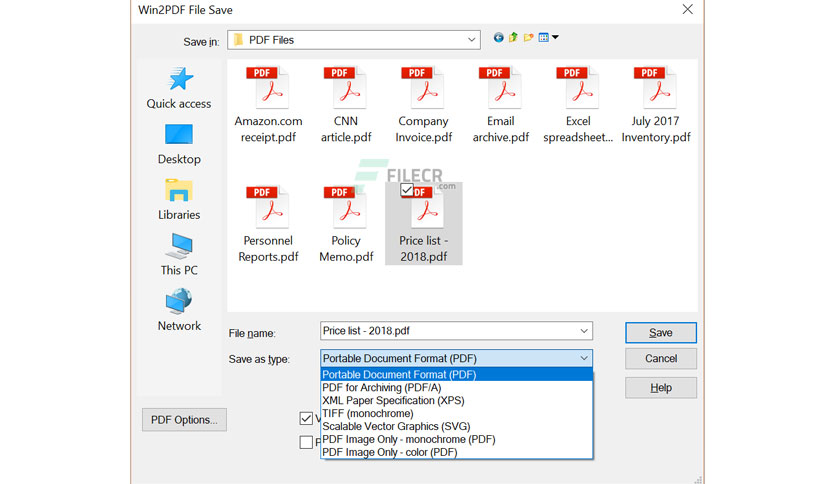 Win2PDF File Save
Save in:
PDF Files
Quick access
Desktop
Libraries
This PC
Network
PDF
PDF
PDF
PDF
PDF
PDF
Amazon.com
receipt.pdf
CNN
article.pdf
Company
Invoice.pdf
Email
archive.pdf
Excel
spreadsheet...
July 2017
Inventory.pdf
FILECR
.com
PDF
PDF
PDF
Personnel
Reports.pdf
Policy
Memo.pdf
Price list -
2018.pdf
File name:
Price list - 2018.pdf
Save
Save as type:
Portable Document Format (PDF)
Cancel
Portable Document Format (PDF)
PDF for Archiving (PDF/A)
XML Paper Specification (XPS)
TIFF (monochrome)
Scalable Vector Graphics (SVG)
PDF Image Only - monochrome (PDF)
PDF Image Only - color (PDF)
Help
PDF Options...